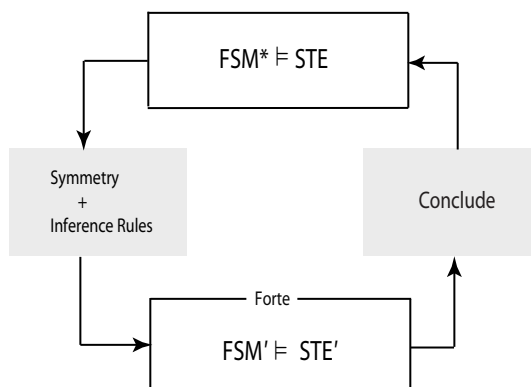 FSM* ⊨ STE
Symmetry
+
Inference Rules
Conclude
Forte
FSM′ ⊨ STE′